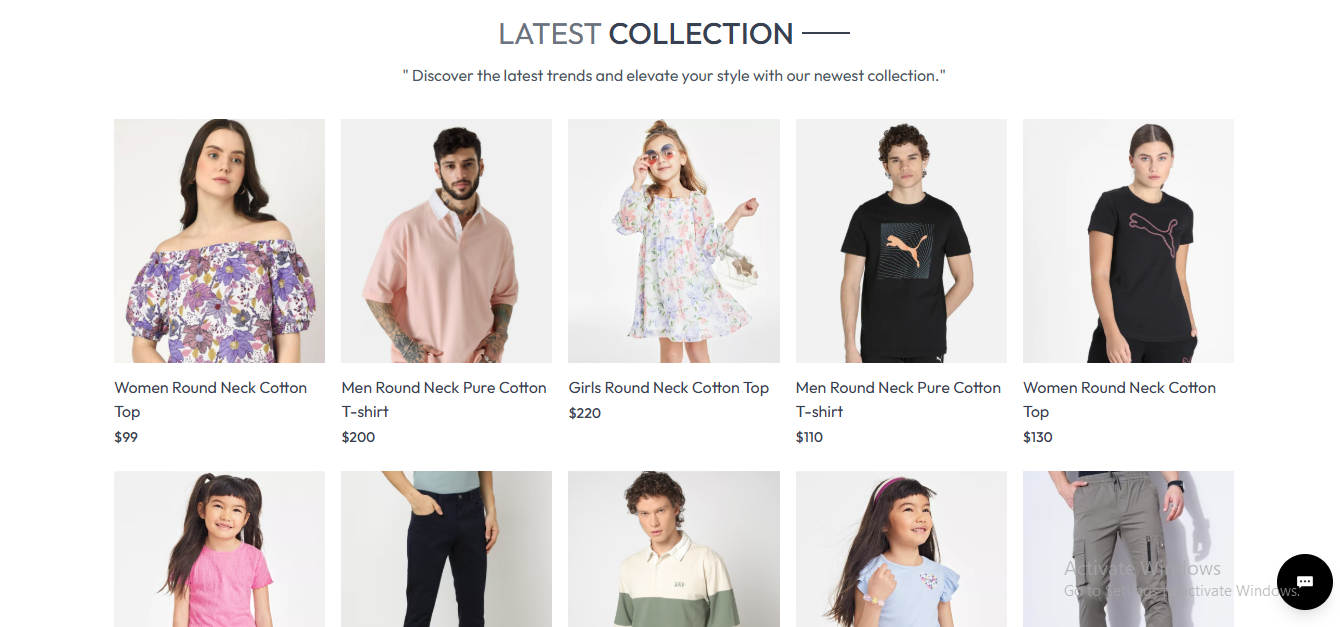 LATEST COLLECTION
" Discover the latest trends and elevate your style with our newest collection."
Women Round Neck Cotton
Top
$99
Men Round Neck Pure Cotton
T-shirt
$200
Girls Round Neck Cotton Top
$220
Men Round Neck Pure Cotton
T-shirt
$110
Women Round Neck Cotton
Top
$130
GAP
Activate Windows
Go to Settings to activate Windows.